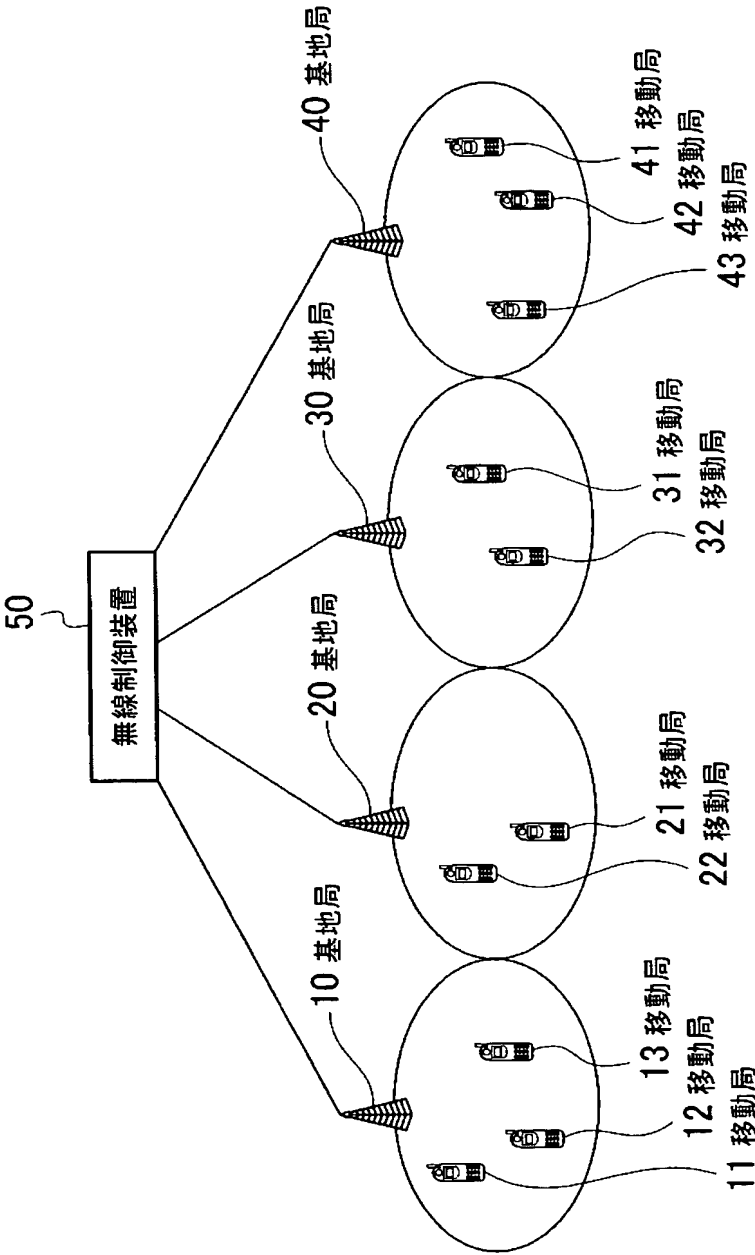 50
無線制御装置
10 基地局
20 基地局
30 基地局
40 基地局
11 移動局
12 移動局
13 移動局
22 移動局
21 移動局
32 移動局
31 移動局
43 移動局
42 移動局
41 移動局